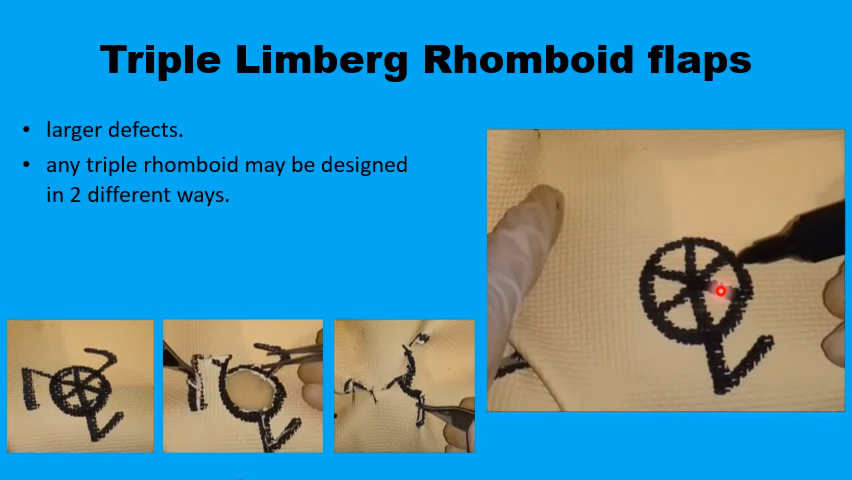 Triple Limberg Rhomboid flaps
• larger defects.
• any triple rhomboid may be designed
in 2 different ways.